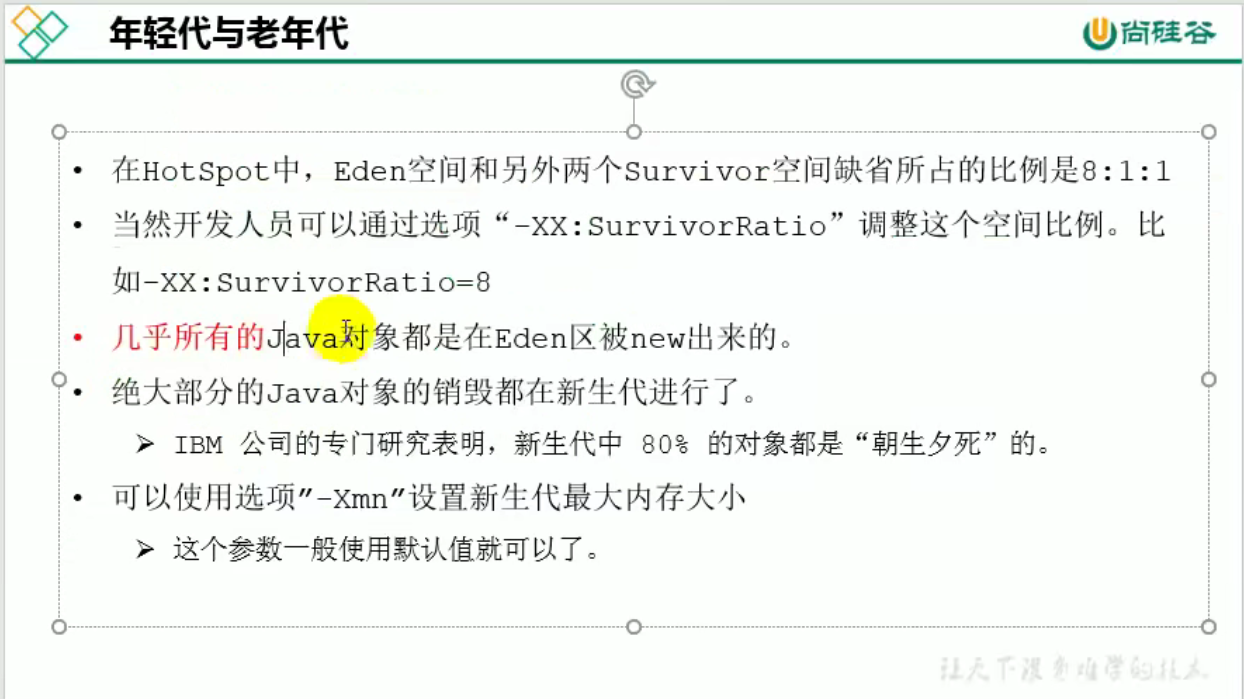 年轻代与老年代
尚硅谷
• 在HotSpot中，Eden空间和另外两个Survivor空间缺省所占的比例是8:1:1
• 当然开发人员可以通过选项“-XX:SurvivorRatio”调整这个空间比例。比
如-XX:SurvivorRatio=8
• 几乎所有的Java对象都是在Eden区被new出来的。
• 绝大部分的Java对象的销毁都在新生代进行了。
➢ IBM 公司的专门研究表明，新生代中 80% 的对象都是“朝生夕死”的。
• 可以使用选项"-Xmn"设置新生代最大内存大小
➢ 这个参数一般使用默认值就可以了。
让天下没有难学的技术